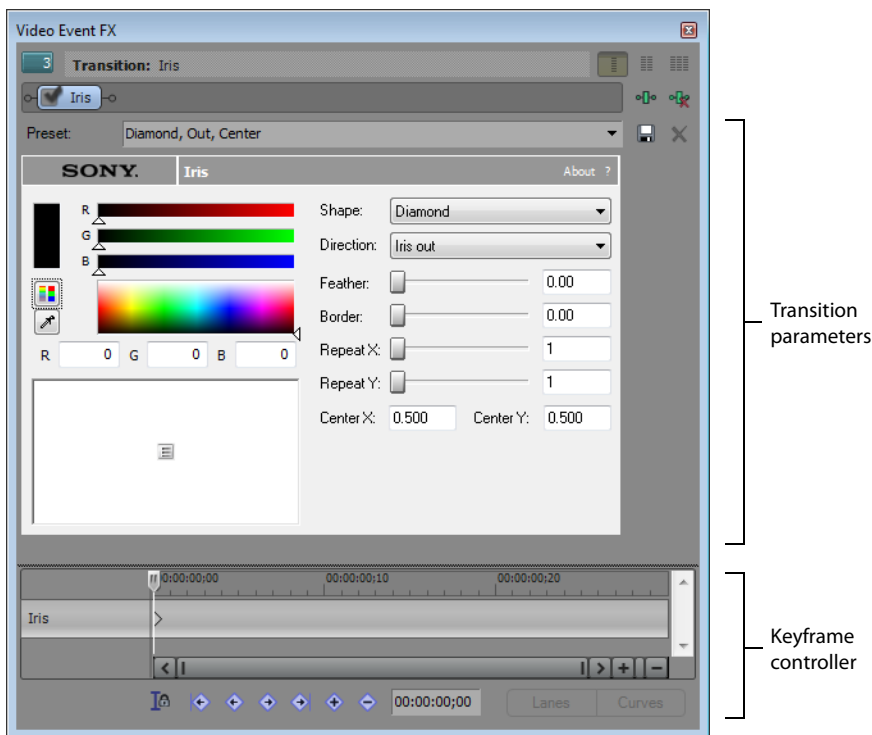 Video Event FX
3 Transition: Iris
Iris
Preset: Diamond, Out, Center
SONY. Iris About ?
R
G
B
R 0 G 0 B 0
Shape: Diamond
Direction: Iris out
Feather: 0.00
Border: 0.00
Repeat X: 1
Repeat Y: 1
Center X: 0.500 Center Y: 0.500
Transition
parameters
0:00:00;00 00:00:00;10 00:00:00;20
Iris
Keyframe
controller
00:00:00;00 Lanes Curves